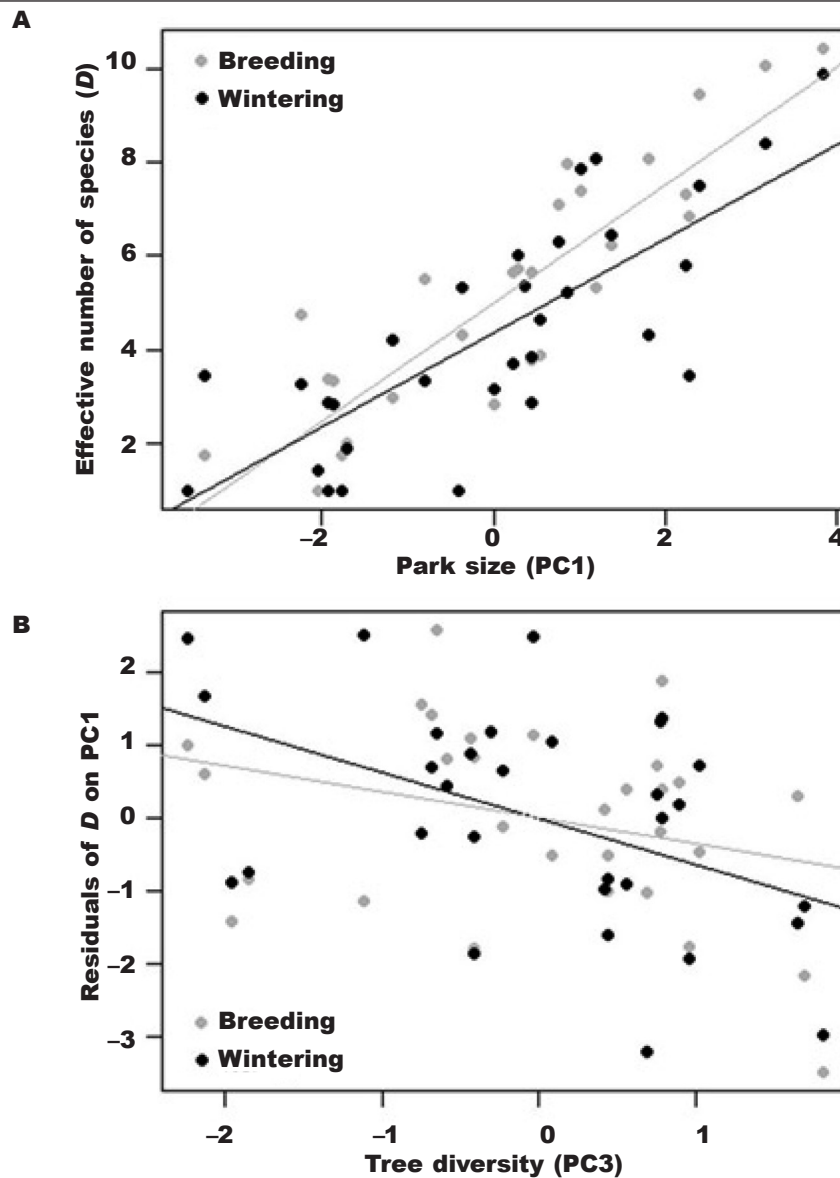 A
Effective number of species (D)
10
8
6
4
2
Breeding
Wintering
–2
0
2
4
Park size (PC1)
B
Residuals of D on PC1
2
1
0
–1
–2
–3
Breeding
Wintering
–2
–1
0
1
Tree diversity (PC3)